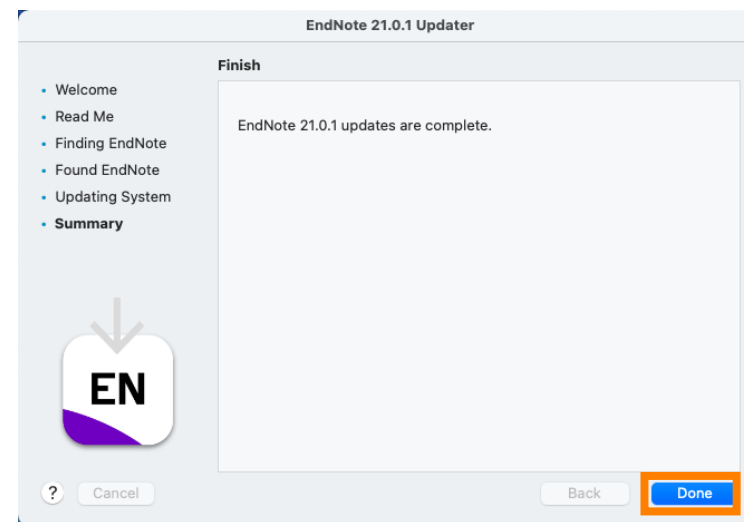 EndNote 21.0.1 Updater
Finish
Welcome
Read Me
Finding EndNote
Found EndNote
Updating System
Summary
EndNote 21.0.1 updates are complete.
EN
?
Cancel
Back
Done